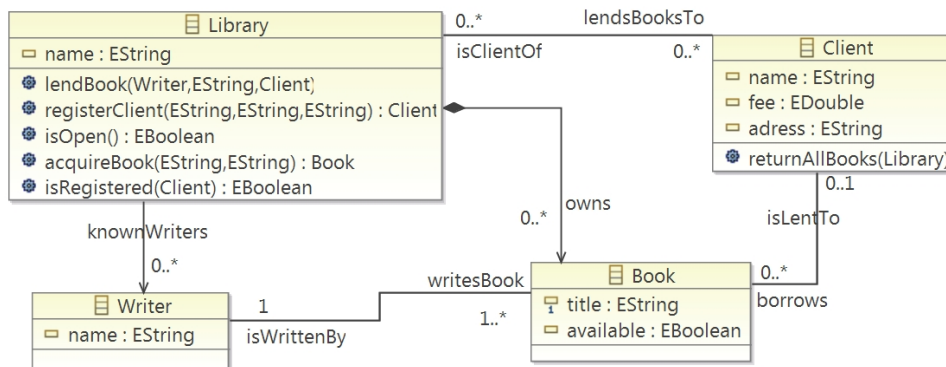 Library
name : EString
lendBook(Writer,EString,Client)
registerClient(EString,EString,EString) : Client
isOpen() : EBoolean
acquireBook(EString,EString) : Book
isRegistered(Client) : EBoolean
0..* lendsBooksTo
isClientOf 0..*
Client
name : EString
fee : EDouble
adress : EString
returnAllBooks(Library)
0..1
isLentTo
owns
0..*
knownWriters
0..*
Writer
name : EString
1 writesBook
isWrittenBy 1..*
Book
1 title : EString
available : EBoolean
0..*
borrows